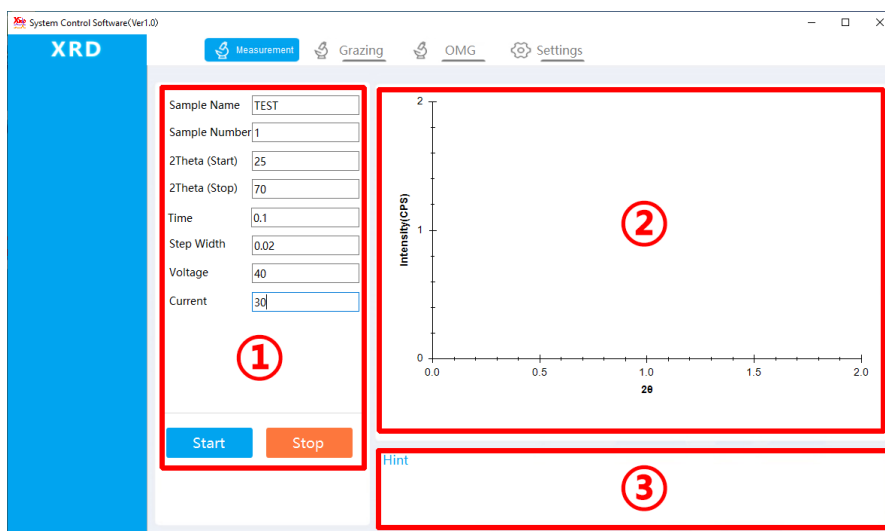 System Control Software(Ver1.0)
XRD
Measurement Grazing OMG Settings
Sample Name TEST
Sample Number 1
2Theta (Start) 25
2Theta (Stop) 70
Time 0.1
Step Width 0.02
Voltage 40
Current 30
①
Start Stop
Intensity(CPS)
2
1
0
0.0 0.5 1.0 1.5 2.0
2θ
②
Hint
③